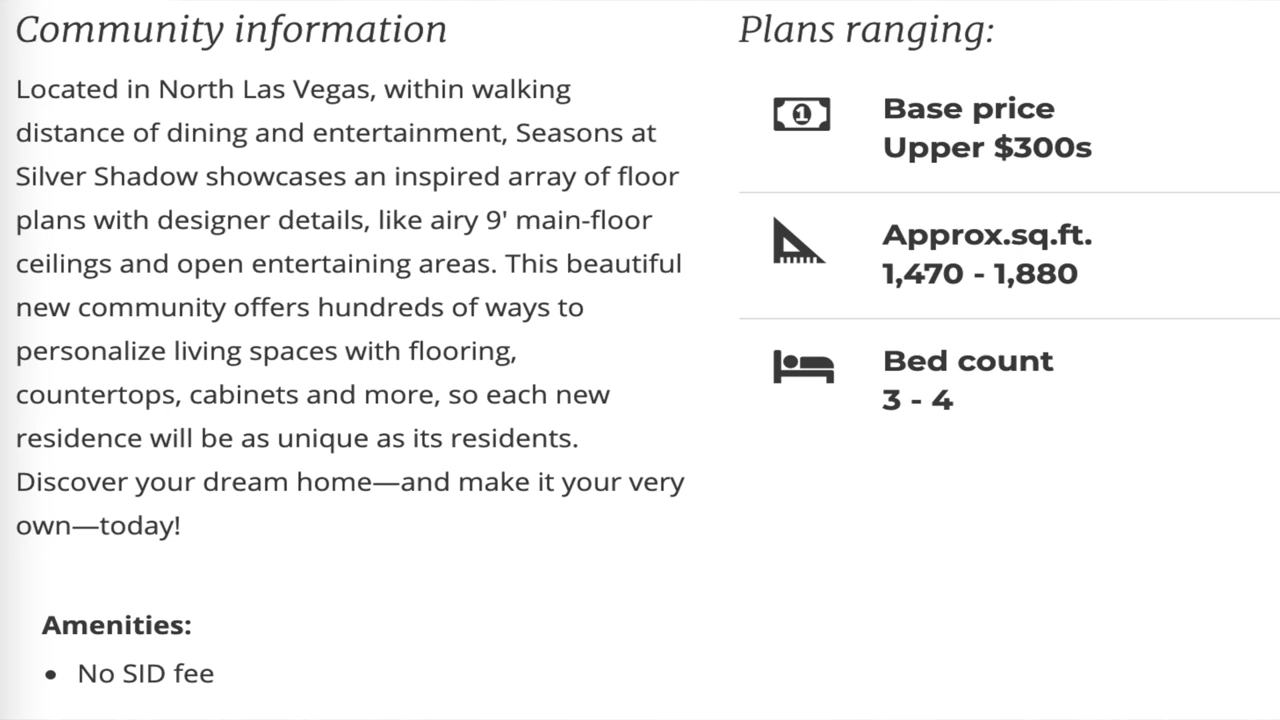 Community information
Located in North Las Vegas, within walking
distance of dining and entertainment, Seasons at
Silver Shadow showcases an inspired array of floor
plans with designer details, like airy 9' main-floor
ceilings and open entertaining areas. This beautiful
new community offers hundreds of ways to
personalize living spaces with flooring,
countertops, cabinets and more, so each new
residence will be as unique as its residents.
Discover your dream home—and make it your very
own—today!
Amenities:
• No SID fee
Plans ranging:
1
Base price
Upper $300s
Approx.sq.ft.
1,470 - 1,880
Bed count
3 - 4